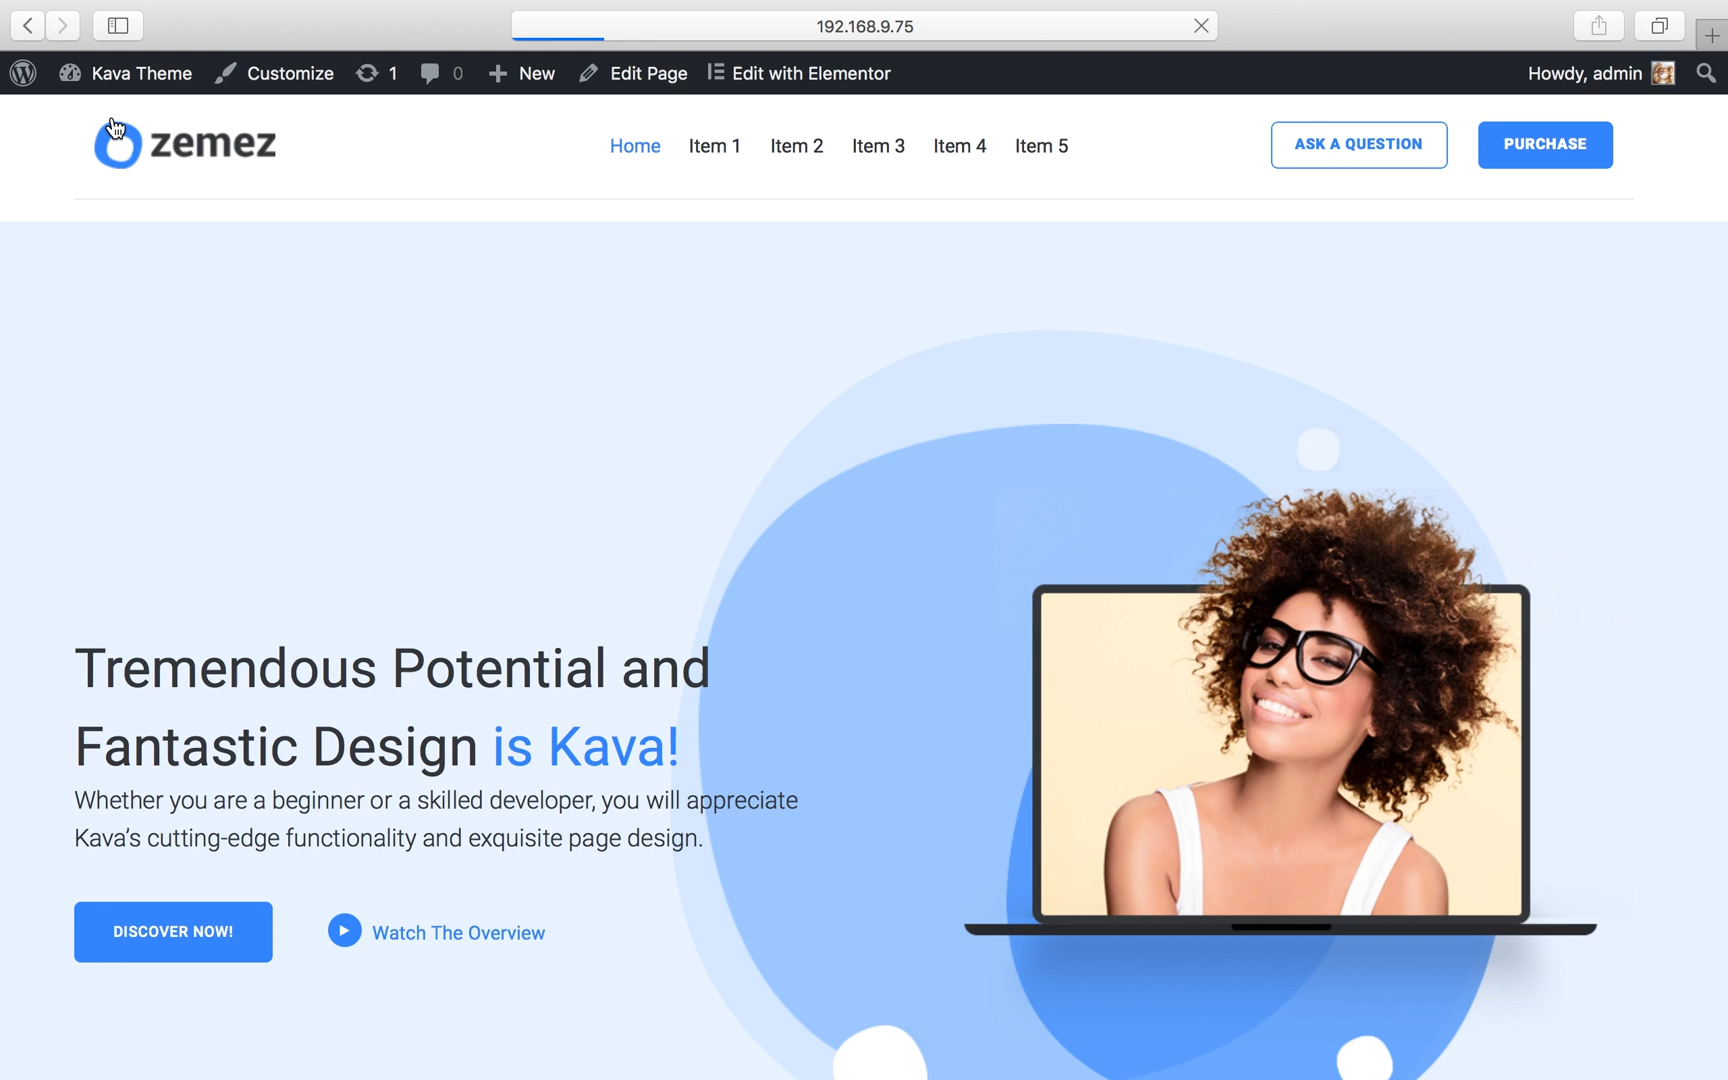 192.168.9.75
Kava Theme Customize 1 0 New Edit Page Edit with Elementor Howdy, admin
zemez Home Item 1 Item 2 Item 3 Item 4 Item 5 ASK A QUESTION PURCHASE
Tremendous Potential and
Fantastic Design is Kava!
Whether you are a beginner or a skilled developer, you will appreciate
Kava’s cutting-edge functionality and exquisite page design.
DISCOVER NOW! Watch The Overview